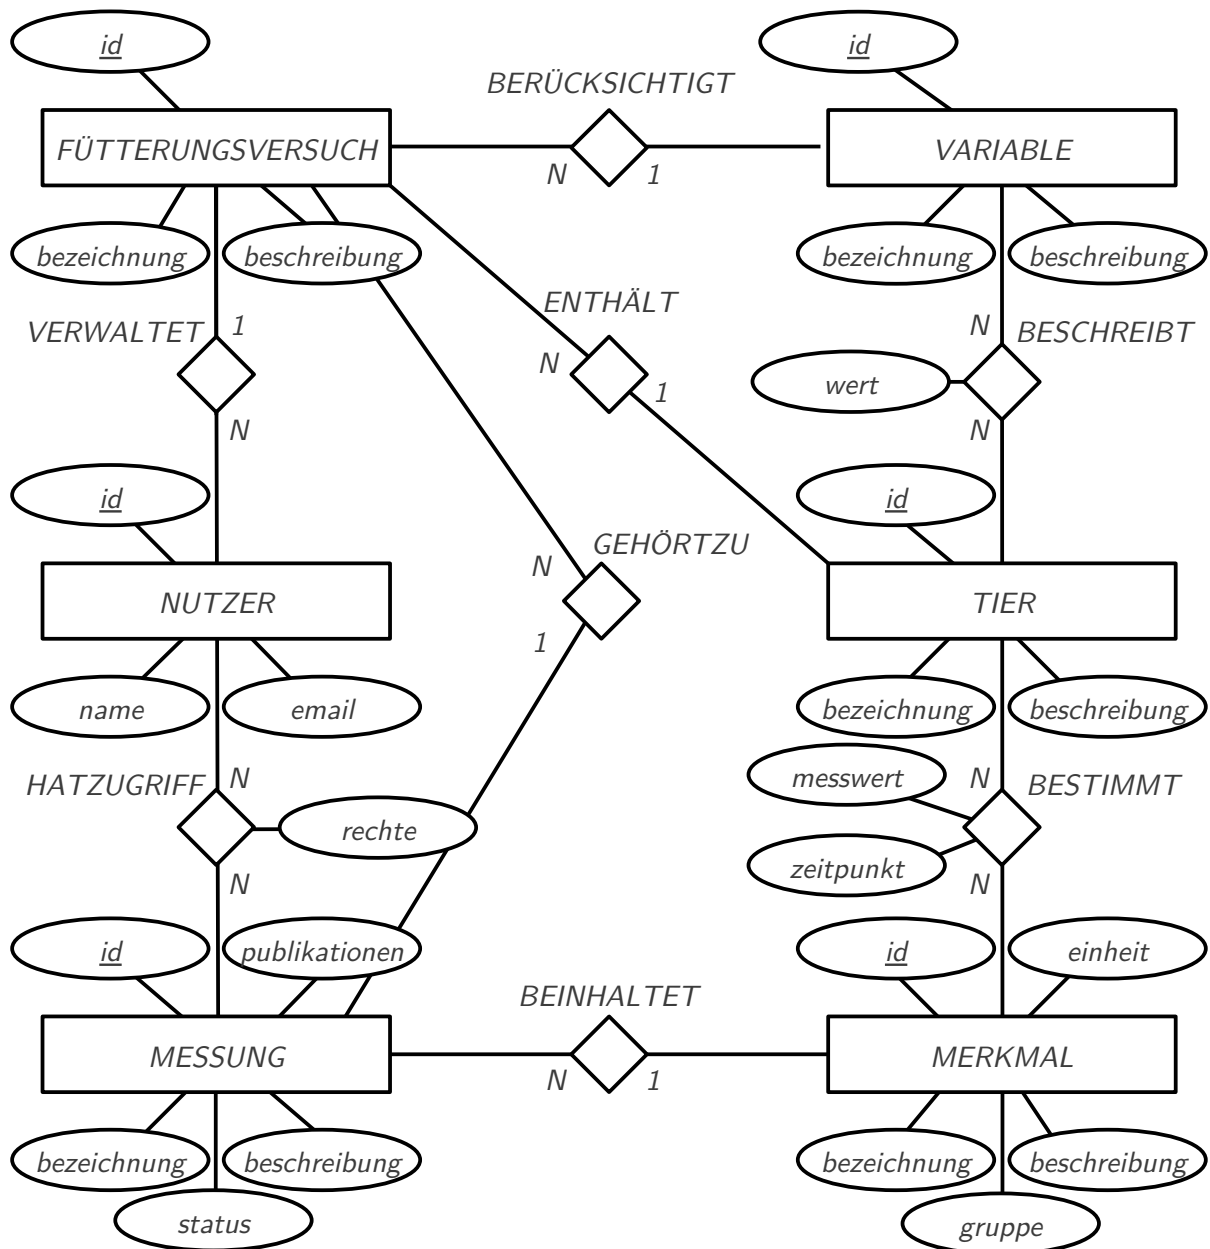 id
id
BERÜCKSICHTIGT
FÜTTERUNGSVERSUCH
VARIABLE
N
1
bezeichnung
beschreibung
bezeichnung
beschreibung
ENTHÄLT
VERWALTET
1
N
BESCHREIBT
N
1
wert
N
N
id
id
GEHÖRTZU
N
NUTZER
TIER
1
name
email
bezeichnung
beschreibung
HATZUGRIFF
N
messwert
N
BESTIMMT
rechte
zeitpunkt
N
N
id
publikationen
id
einheit
BEINHALTET
MESSUNG
MERKMAL
N
1
bezeichnung
beschreibung
bezeichnung
beschreibung
status
gruppe